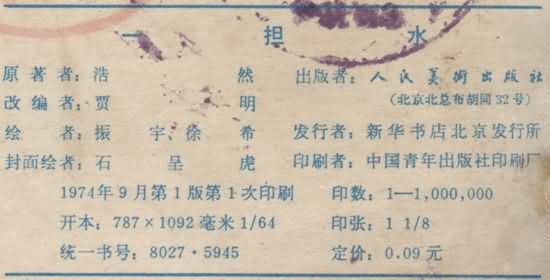 一担水
原著者：浩然 出版者：人民美术出版社
改编者：贾明 （北京北总布胡同32号）
绘者：振宇、徐希 发行者：新华书店北京发行所
封面绘者：石呈虎 印刷者：中国青年出版社印刷厂
1974年9月第1版第1次印刷 印数：1—1,000,000
开本：787×1092毫米1/64 印张：1 1/8
统一书号：8027·5945 定价：0.09元